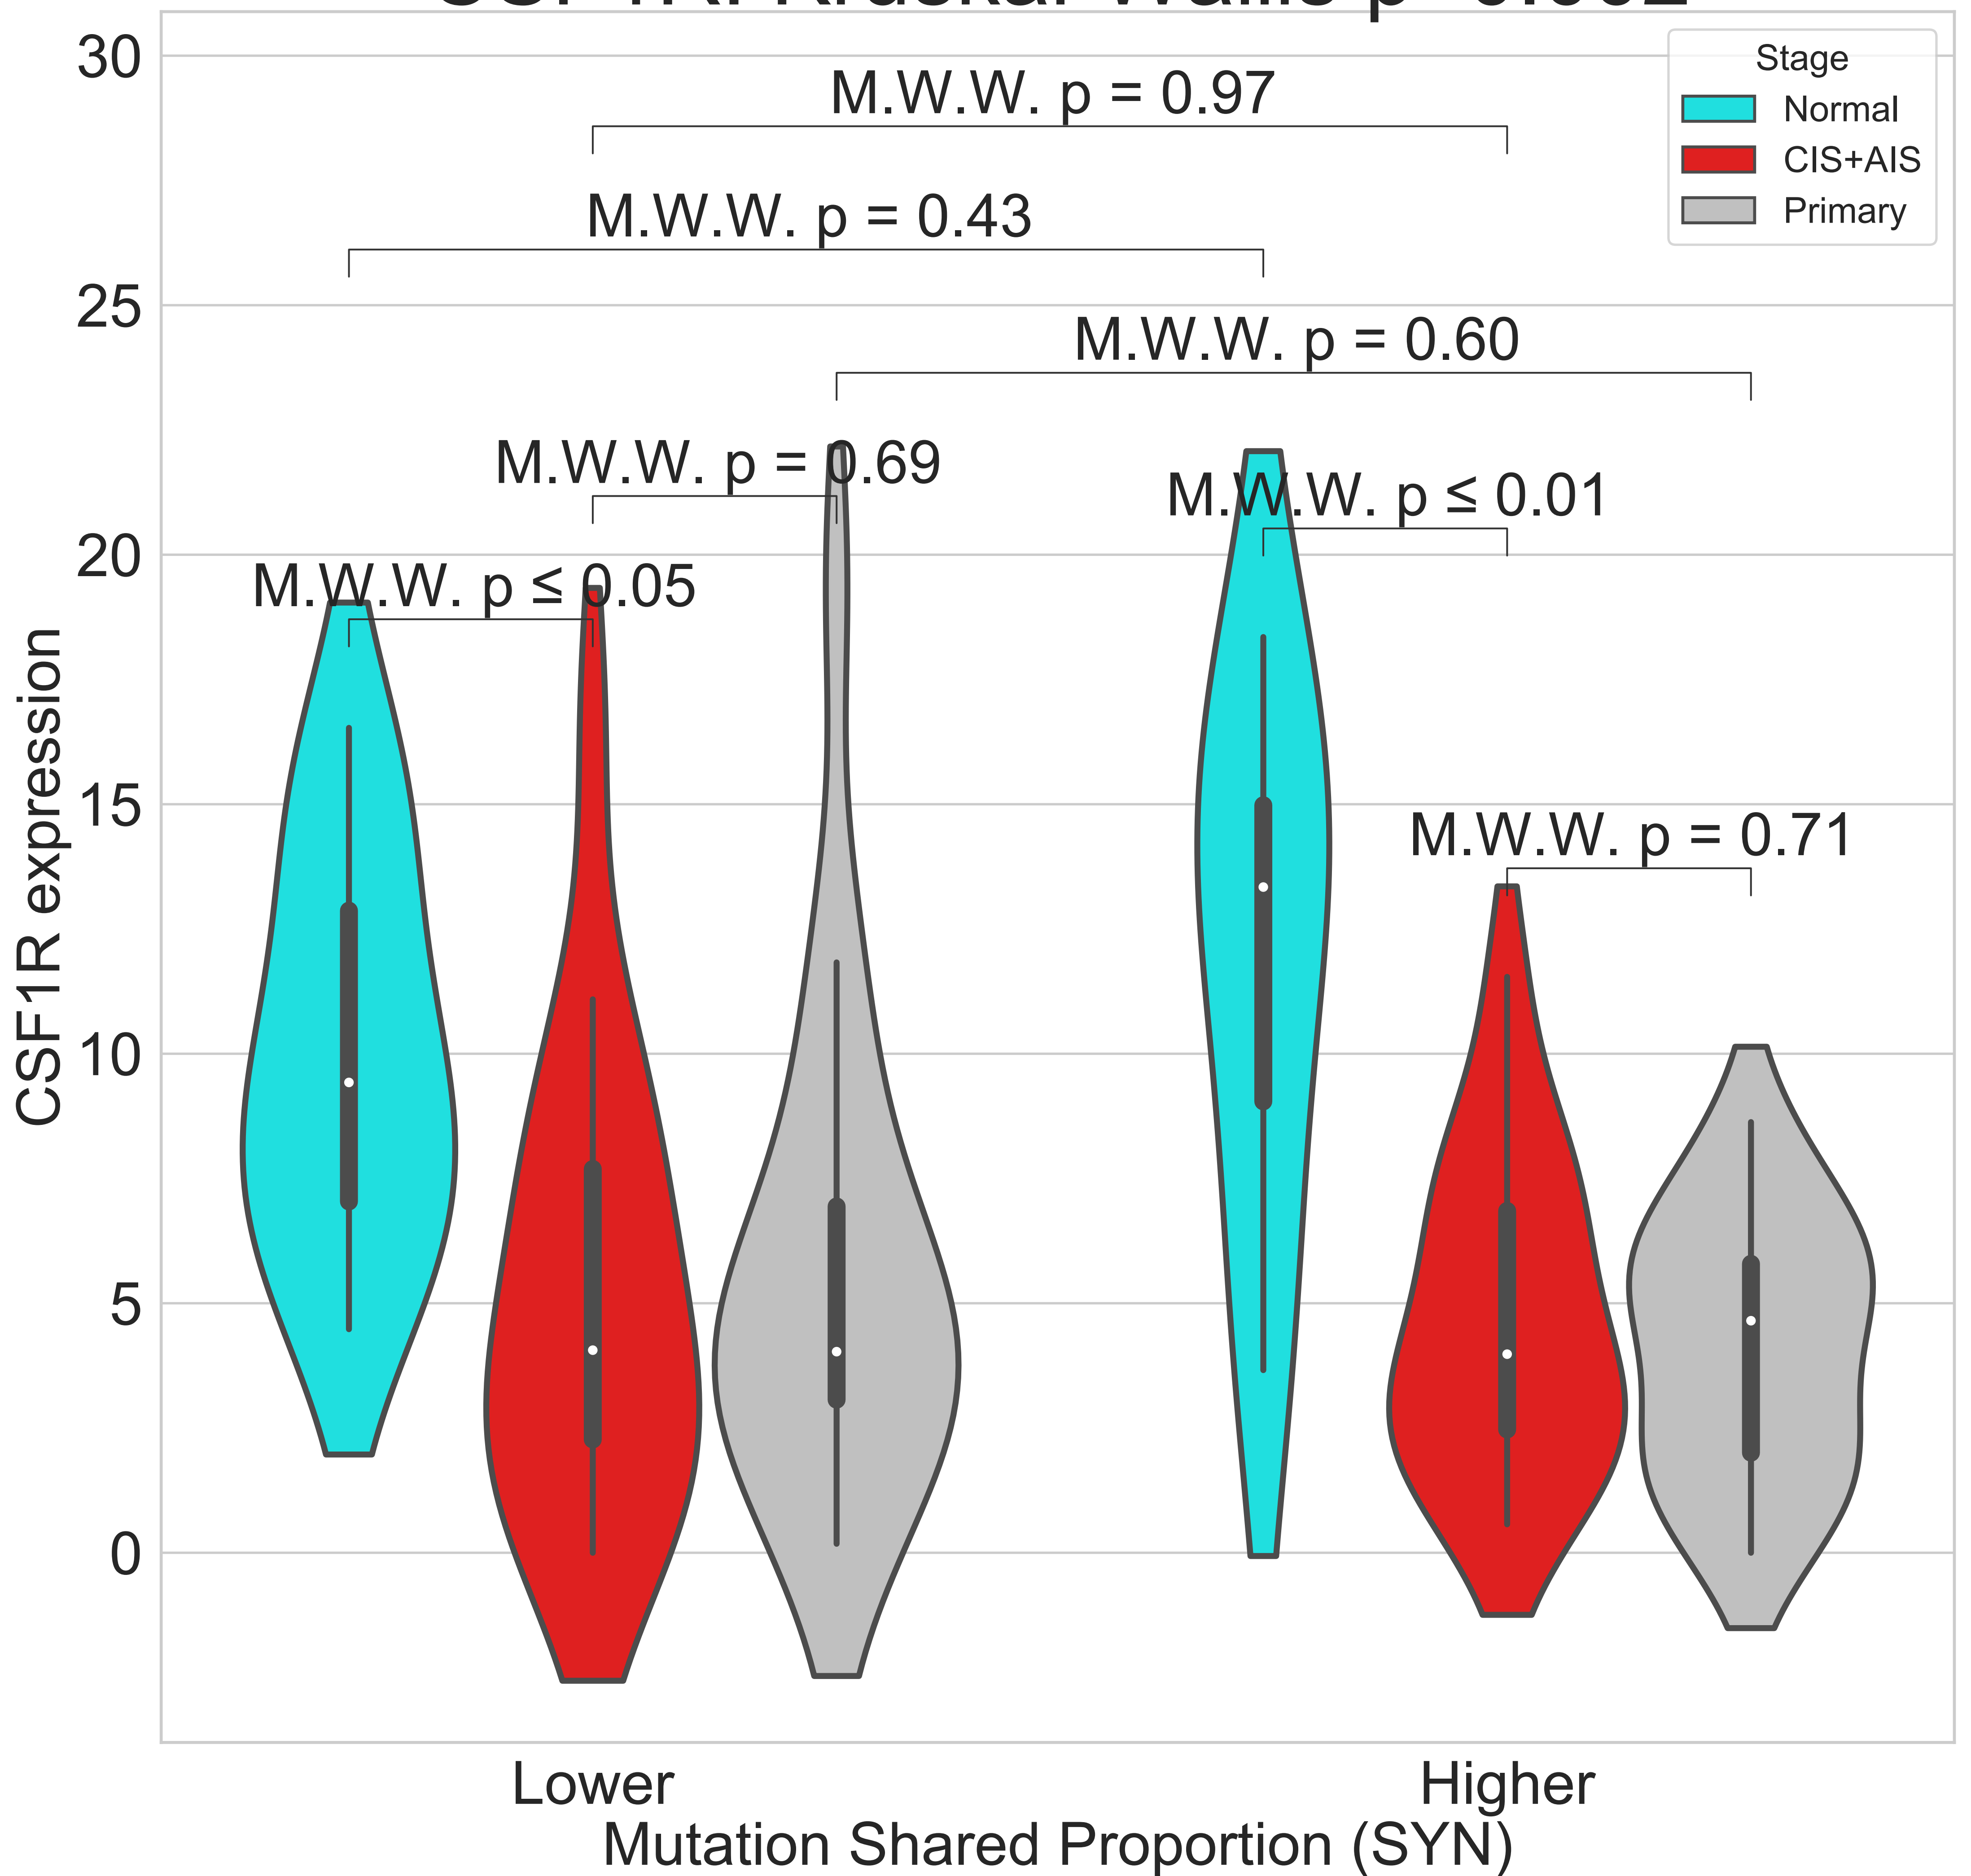 30
M.W.W. p = 0.97
Stage
Normal
CIS+AIS
Primary
M.W.W. p = 0.43
25
M.W.W. p = 0.60
M.W.W. p = 0.69
M.W.W. p ≤ 0.01
20
M.W.W. p ≤ 0.05
15
M.W.W. p = 0.71
10
5
0
CSF1R expression
Lower
Higher
Mutation Shared Proportion (SYN)